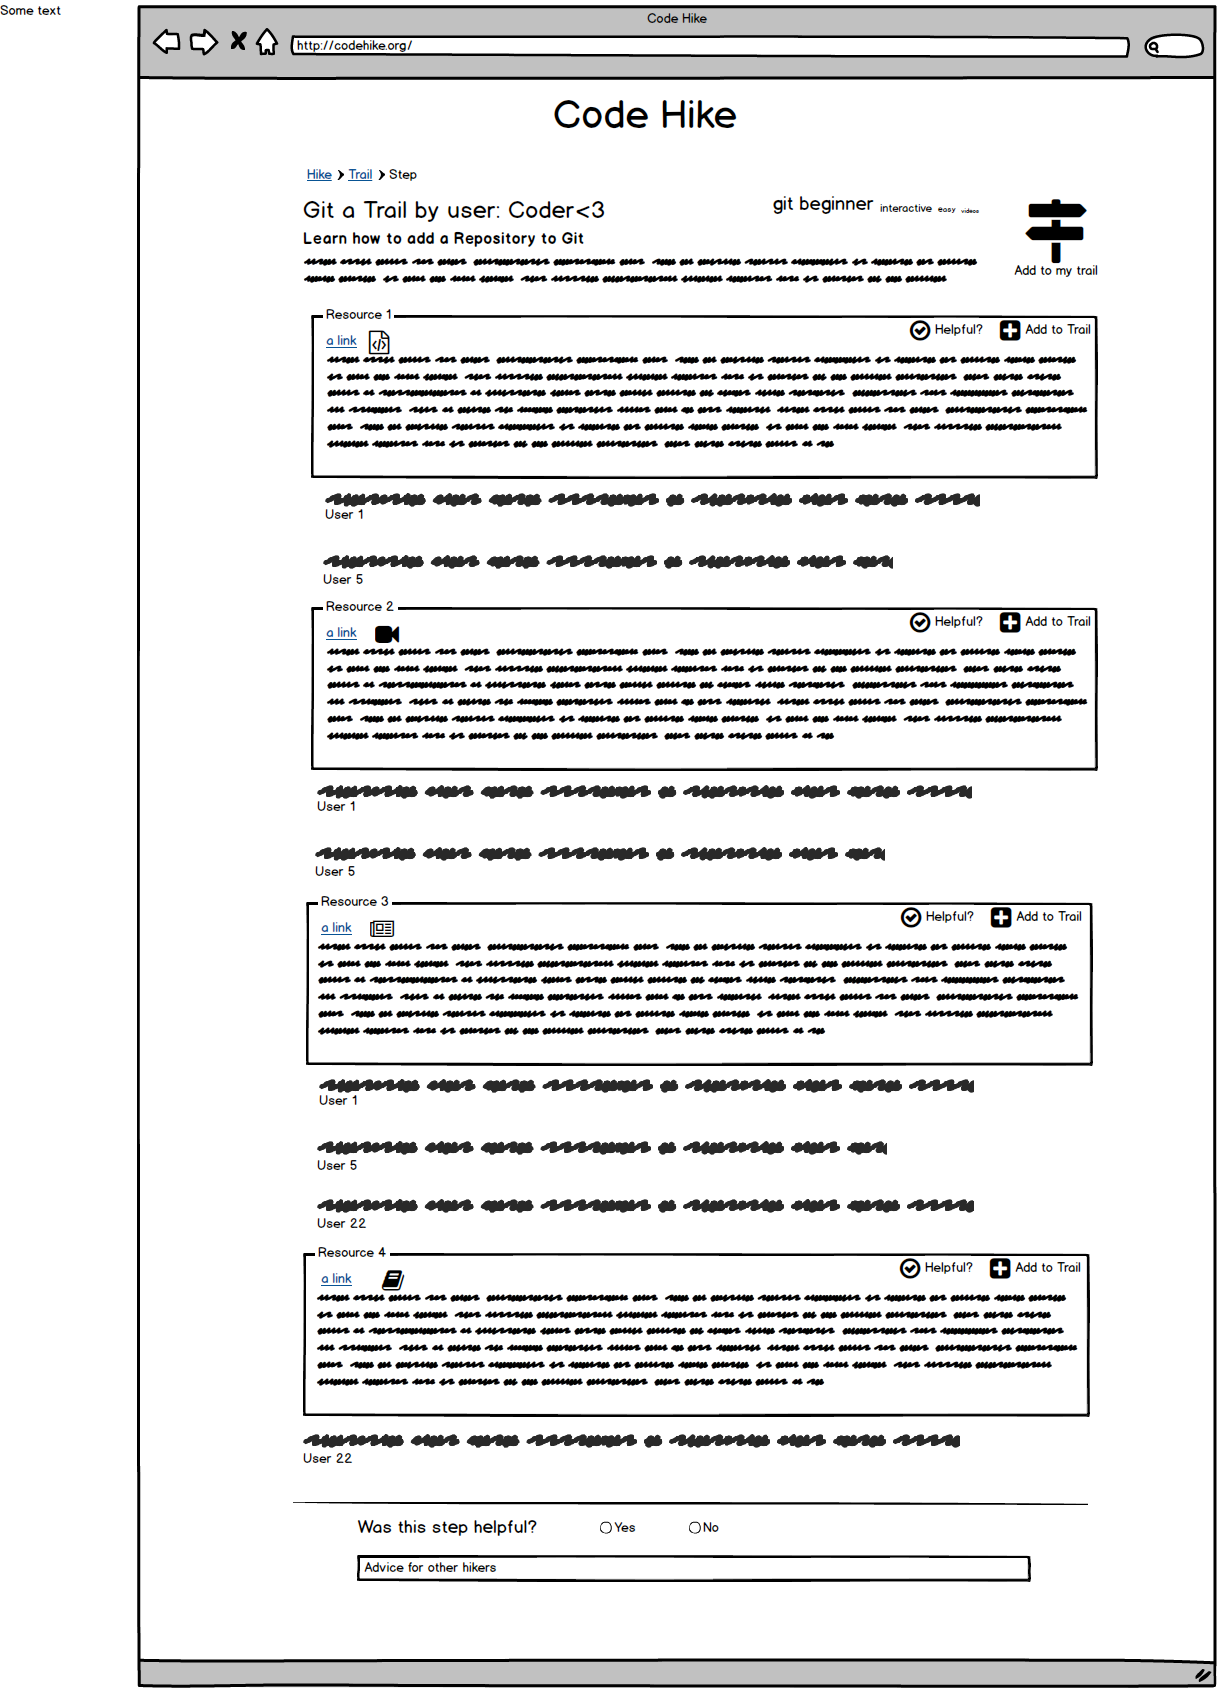 Some text
Code Hike
http://codehike.org/
Code Hike
Hike Trail Step
Git a Trail by user: Coder<3
git beginner interactive easy videos
Learn how to add a Repository to Git
Add to my trail
Resource 1
a link
Helpful?
Add to Trail
User 1
User 5
Resource 2
a link
Helpful?
Add to Trail
User 1
User 5
Resource 3
a link
Helpful?
Add to Trail
User 1
User 5
User 22
Resource 4
a link
Helpful?
Add to Trail
User 22
Was this step helpful? Yes No
Advice for other hikers